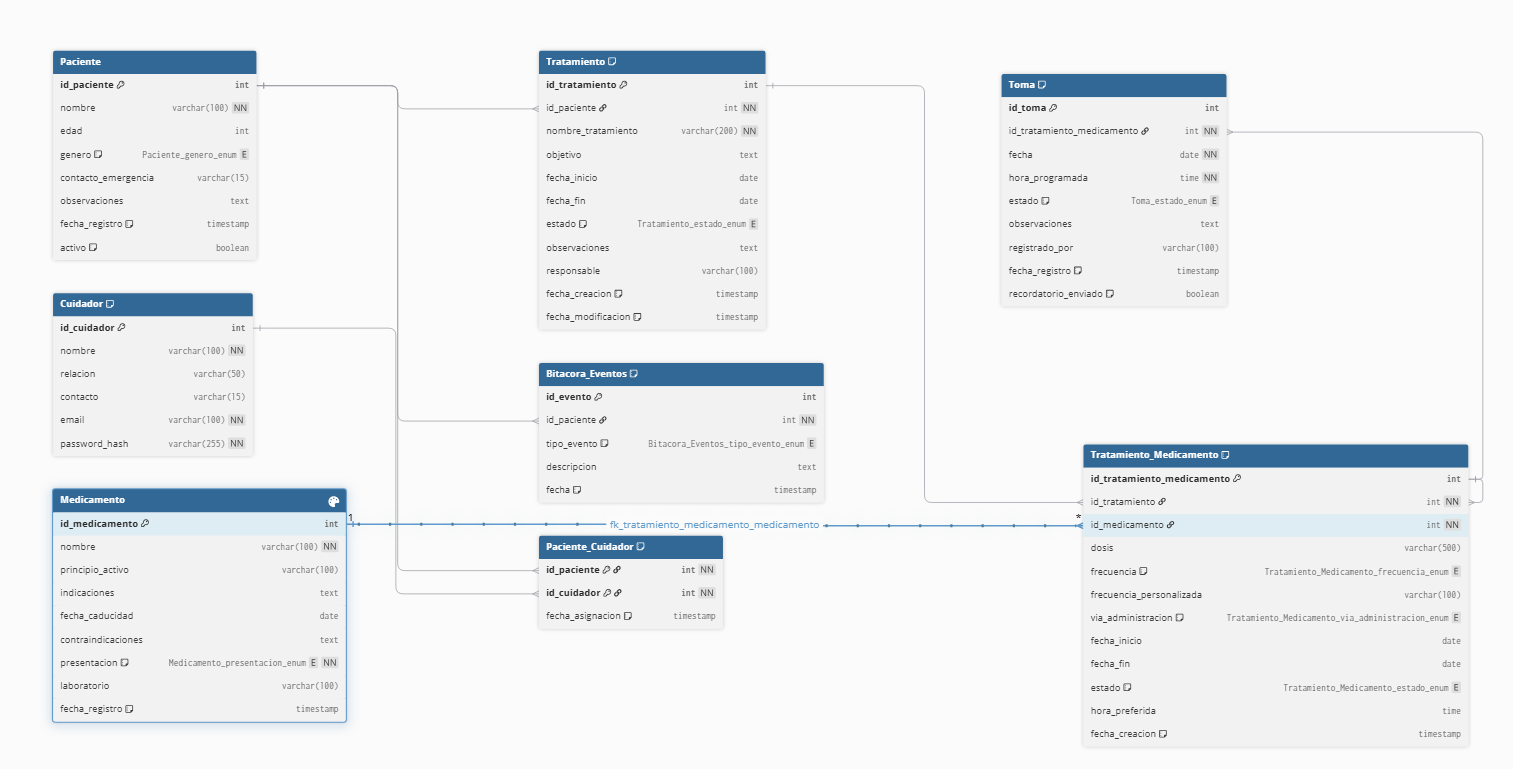 Paciente
id_paciente int
nombre varchar(100) NN
edad int
genero Paciente_genero_enum E
contacto_emergencia varchar(15)
observaciones text
fecha_registro timestamp
activo boolean
Cuidador
id_cuidador int
nombre varchar(100) NN
relacion varchar(50)
contacto varchar(15)
email varchar(100) NN
password_hash varchar(255) NN
Medicamento
id_medicamento int
nombre varchar(100) NN
principio_activo varchar(100)
indicaciones text
fecha_caducidad date
contraindicaciones text
presentacion Medicamento_presentacion_enum E NN
laboratorio varchar(100)
fecha_registro timestamp
Tratamiento
id_tratamiento int
id_paciente int NN
nombre_tratamiento varchar(200) NN
objetivo text
fecha_inicio date
fecha_fin date
estado Tratamiento_estado_enum E
observaciones text
responsable varchar(100)
fecha_creacion timestamp
fecha_modificacion timestamp
Bitacora_Eventos
id_evento int
id_paciente int NN
tipo_evento Bitacora_Eventos_tipo_evento_enum E
descripcion text
fecha timestamp
1 fk_tratamiento_medicamento_medicamento *
Paciente_Cuidador
id_paciente int NN
id_cuidador int NN
fecha_asignacion timestamp
Toma
id_toma int
id_tratamiento_medicamento int NN
fecha date NN
hora_programada time NN
estado Toma_estado_enum E
observaciones text
registrado_por varchar(100)
fecha_registro timestamp
recordatorio_enviado boolean
Tratamiento_Medicamento
id_tratamiento_medicamento int
id_tratamiento int NN
id_medicamento int NN
dosis varchar(500)
frecuencia Tratamiento_Medicamento_frecuencia_enum E
frecuencia_personalizada varchar(100)
via_administracion Tratamiento_Medicamento_via_administracion_enum E
fecha_inicio date
fecha_fin date
estado Tratamiento_Medicamento_estado_enum E
hora_preferida time
fecha_creacion timestamp